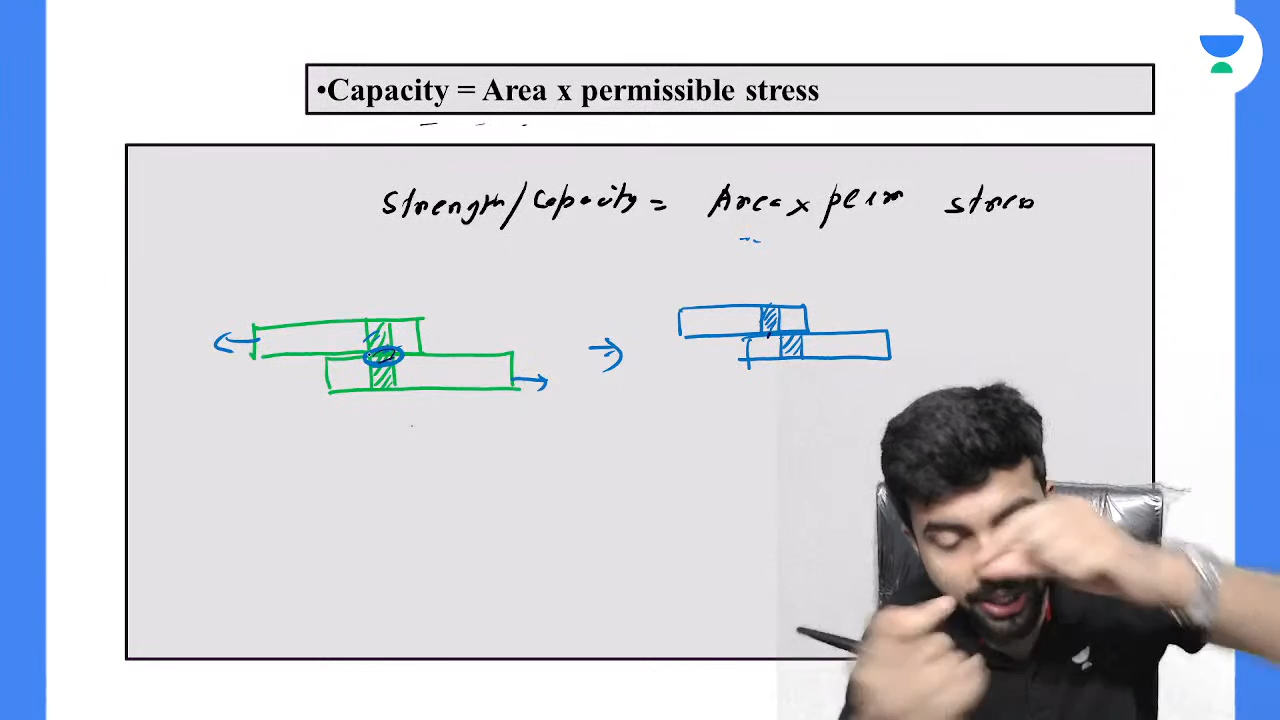 •Capacity = Area x permissible stress
Strength/Capacity = Area x perm stress